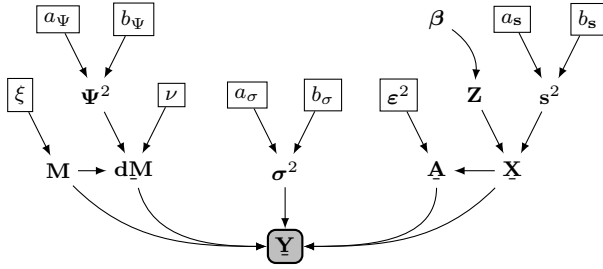 a_Ψ b_Ψ β a_s b_s
ξ Ψ² ν a_σ b_σ ε² Z s²
M dM̰ σ² A̰ X̰
Y̰